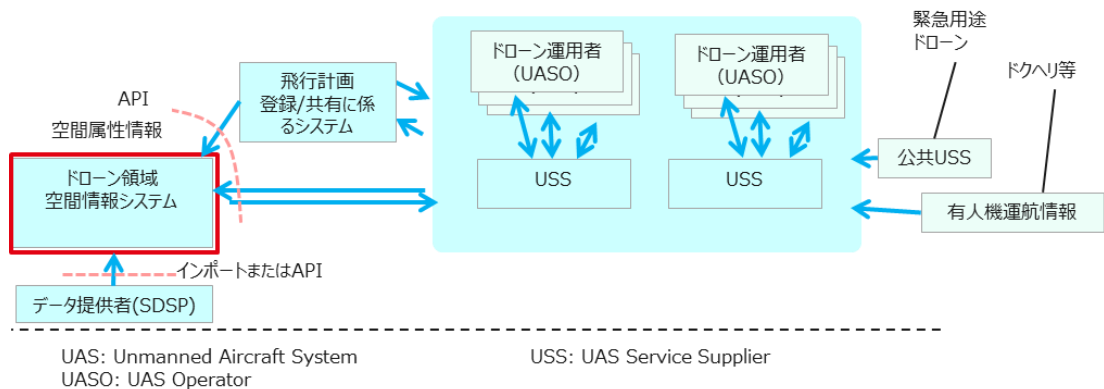 緊急用途
ドローン
ドクヘリ等
ドローン運用者
(UASO)
ドローン運用者
(UASO)
飛行計画
登録/共有に係
るシステム
API
空間属性情報
ドローン領域
空間情報システム
USS
USS
公共USS
有人機運航情報
インポートまたはAPI
データ提供者(SDSP)
UAS: Unmanned Aircraft System
USS: UAS Service Supplier
UASO: UAS Operator